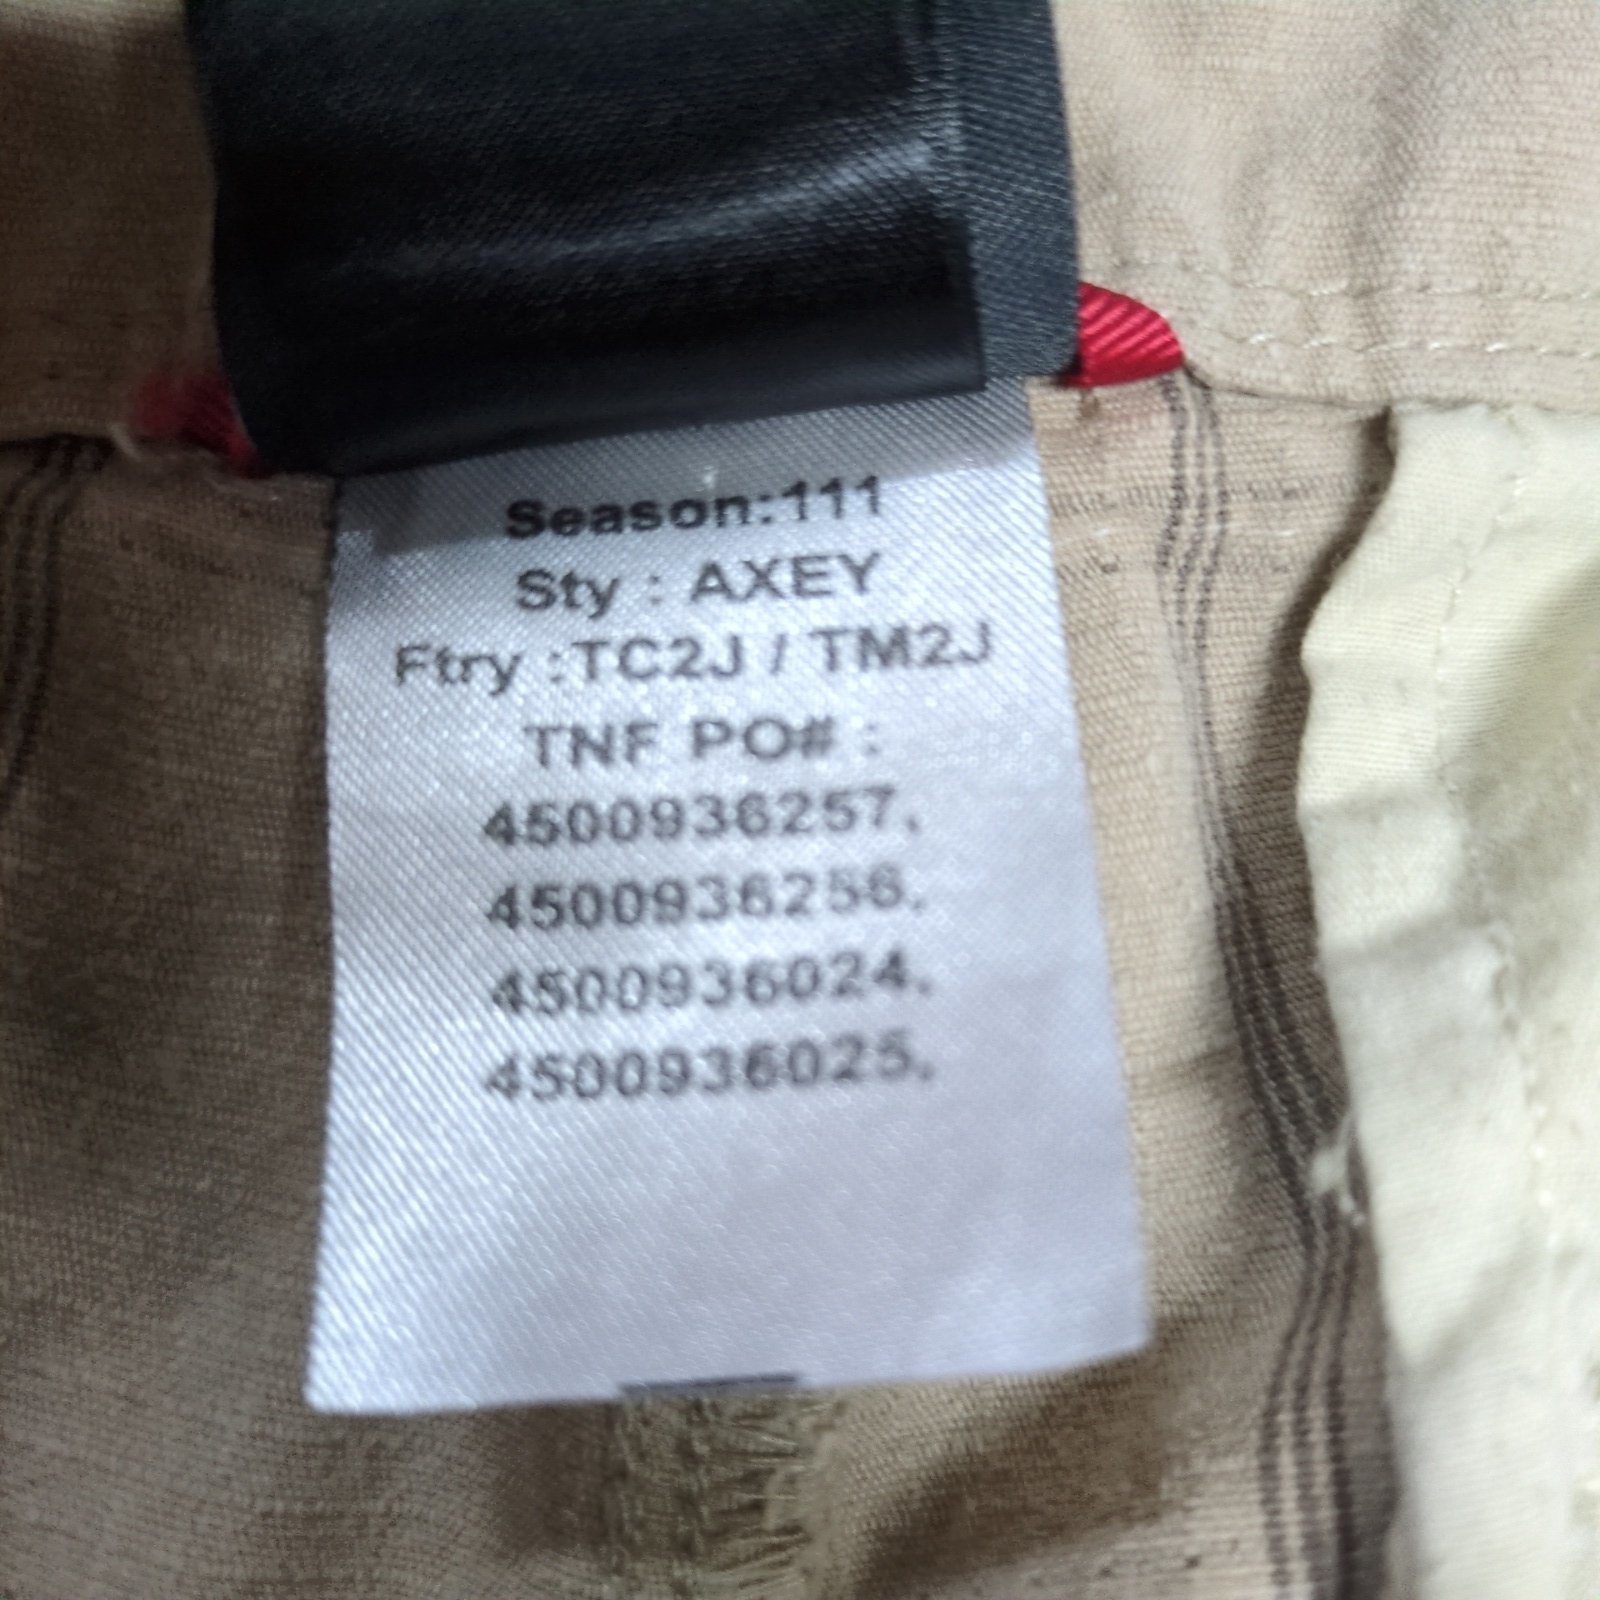 Season:111
Sty : AXEY
Ftry :TC2J / TM2J
TNF PO# :
4500936257,
4500936256,
4500936024,
4500936025,